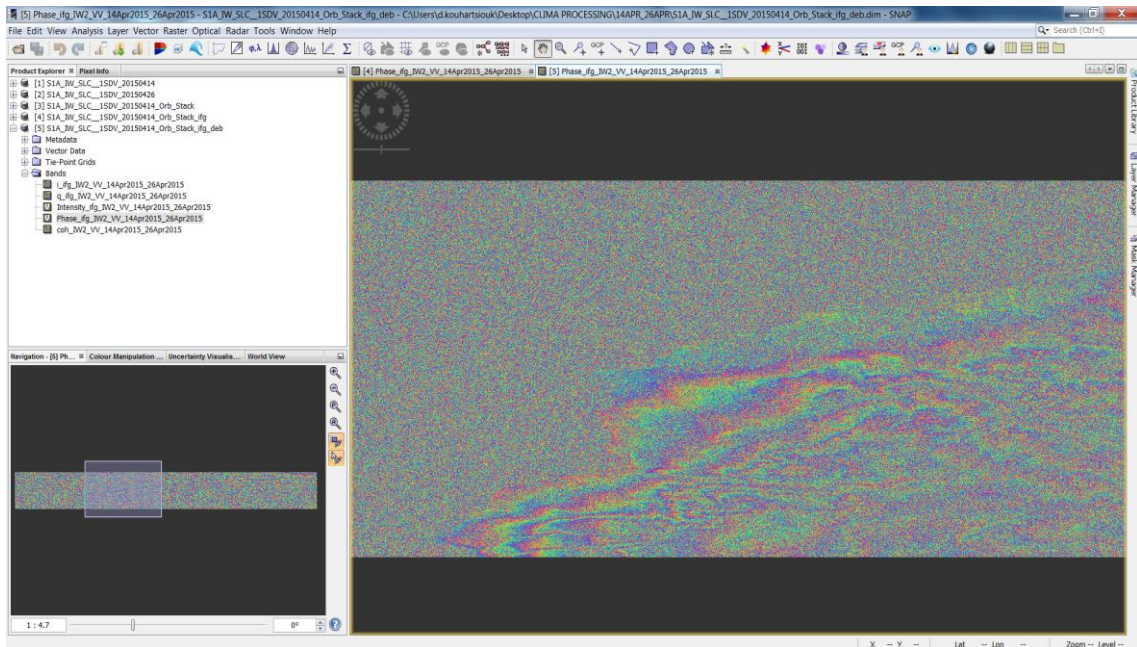 [5] Phase_ifg_IW2_VV_14Apr2015_26Apr2015 - S1A_IW_SLC__1SDV_20150414_Orb_Stack_ifg_deb - C:\Users\d.kouhartsiouk\Desktop\CLIMA PROCESSING\14APR_26APR\S1A_IW_SLC__1SDV_20150414_Orb_Stack_ifg_deb.dim - SNAP
File Edit View Analysis Layer Vector Raster Optical Radar Tools Window Help
Search (Ctrl+I)
Product Explorer Pixel Info
[4] Phase_ifg_IW2_VV_14Apr2015_26Apr2015 [5] Phase_ifg_IW2_VV_14Apr2015_26Apr2015
[1] S1A_IW_SLC__1SDV_20150414
[2] S1A_IW_SLC__1SDV_20150426
[3] S1A_IW_SLC__1SDV_20150414_Orb_Stack
[4] S1A_IW_SLC__1SDV_20150414_Orb_Stack_ifg
[5] S1A_IW_SLC__1SDV_20150414_Orb_Stack_ifg_deb
Metadata
Vector Data
Tie-Point Grids
Bands
i_ifg_IW2_VV_14Apr2015_26Apr2015
q_ifg_IW2_VV_14Apr2015_26Apr2015
Intensity_ifg_IW2_VV_14Apr2015_26Apr2015
Phase_ifg_IW2_VV_14Apr2015_26Apr2015
coh_IW2_VV_14Apr2015_26Apr2015
Product Library
Layer Manager
Mask Manager
Navigation - [5] Ph... Colour Manipulation ... Uncertainty Visualis... World View
1 : 4.7
0°
X -- Y -- Lat -- Lon -- Zoom -- Level --